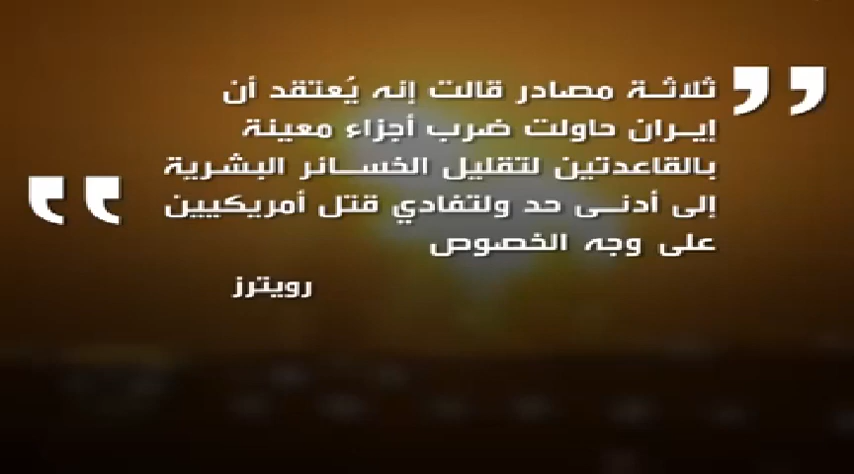 ثلاثة مصادر قالت إنه يُعتقد أن
إيران حاولت ضرب أجزاء معينة
بالقاعدتين لتقليل الخسائر البشرية
إلى أدنى حد ولتفادي قتل أمريكيين
على وجه الخصوص
رويترز